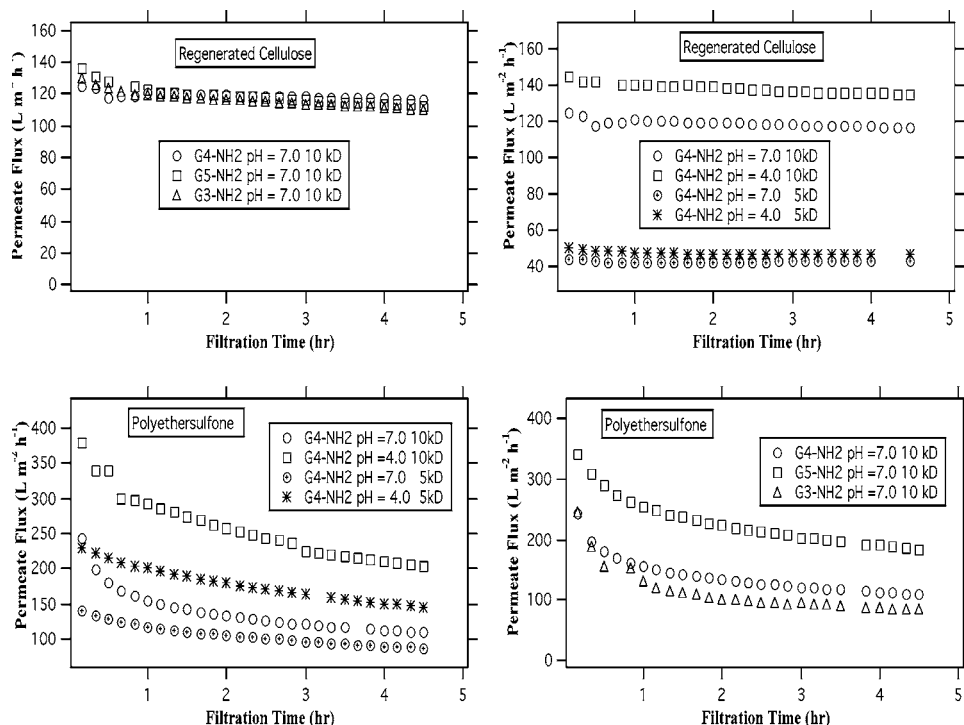 160
140
120
100
80
60
40
20
0
Permeate Flux (L m⁻² h⁻¹)
Regenerated Cellulose
G4-NH2 pH = 7.0 10 kD
G5-NH2 pH = 7.0 10 kD
G3-NH2 pH = 7.0 10 kD
1 2 3 4 5
Filtration Time (hr)
160
140
120
100
80
60
40
Permeate Flux (L m⁻² h⁻¹)
Regenerated Cellulose
G4-NH2 pH = 7.0 10kD
G4-NH2 pH = 4.0 10kD
G4-NH2 pH = 7.0 5kD
G4-NH2 pH = 4.0 5kD
1 2 3 4 5
Filtration Time (hr)
400
350
300
250
200
150
100
Permeate Flux (L m⁻² h⁻¹)
Polyethersulfone
G4-NH2 pH =7.0 10kD
G4-NH2 pH =4.0 10kD
G4-NH2 pH =7.0 5kD
G4-NH2 pH = 4.0 5kD
1 2 3 4 5
Filtration Time (hr)
400
300
200
100
0
Permeate Flux (L m⁻² h⁻¹)
Polyethersulfone
G4-NH2 pH =7.0 10 kD
G5-NH2 pH =7.0 10 kD
G3-NH2 pH =7.0 10 kD
1 2 3 4 5
Filtration Time (hr)